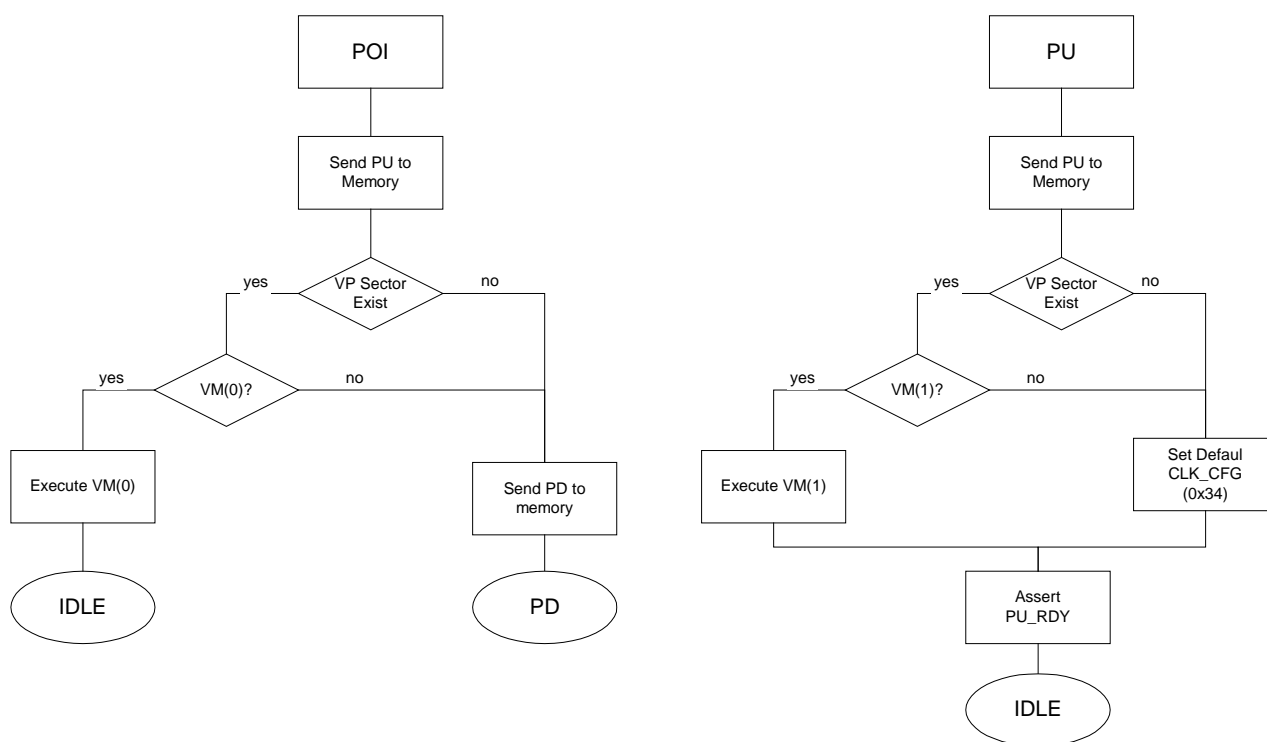 POI
Send PU to
Memory
VP Sector
Exist
yes
no
VM(0)?
yes
no
Execute VM(0)
Send PD to
memory
IDLE
PD
PU
Send PU to
Memory
VP Sector
Exist
yes
no
VM(1)?
yes
no
Execute VM(1)
Set Defaul
CLK_CFG
(0x34)
Assert
PU_RDY
IDLE